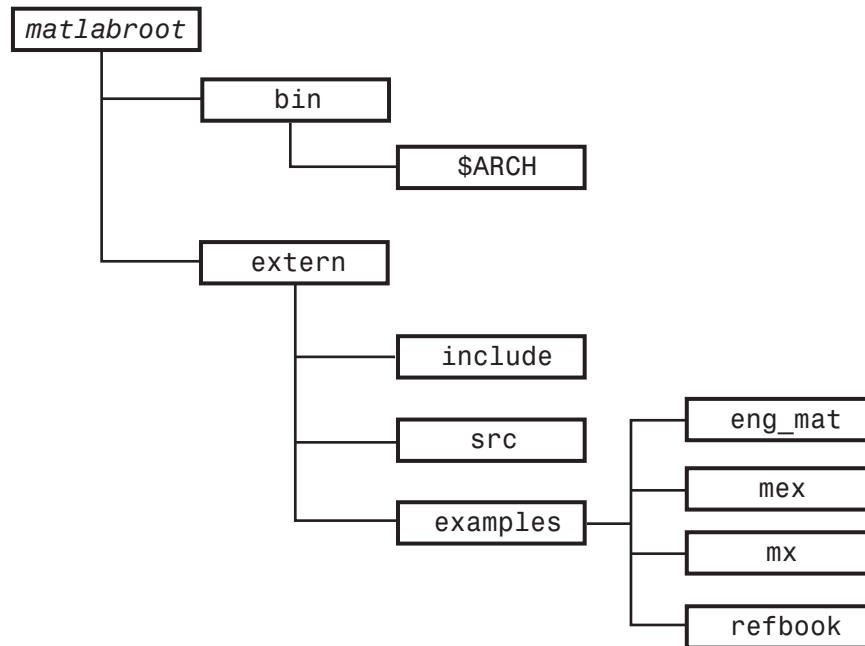 matlabroot
bin
$ARCH
extern
include
src
examples
eng_mat
mex
mx
refbook